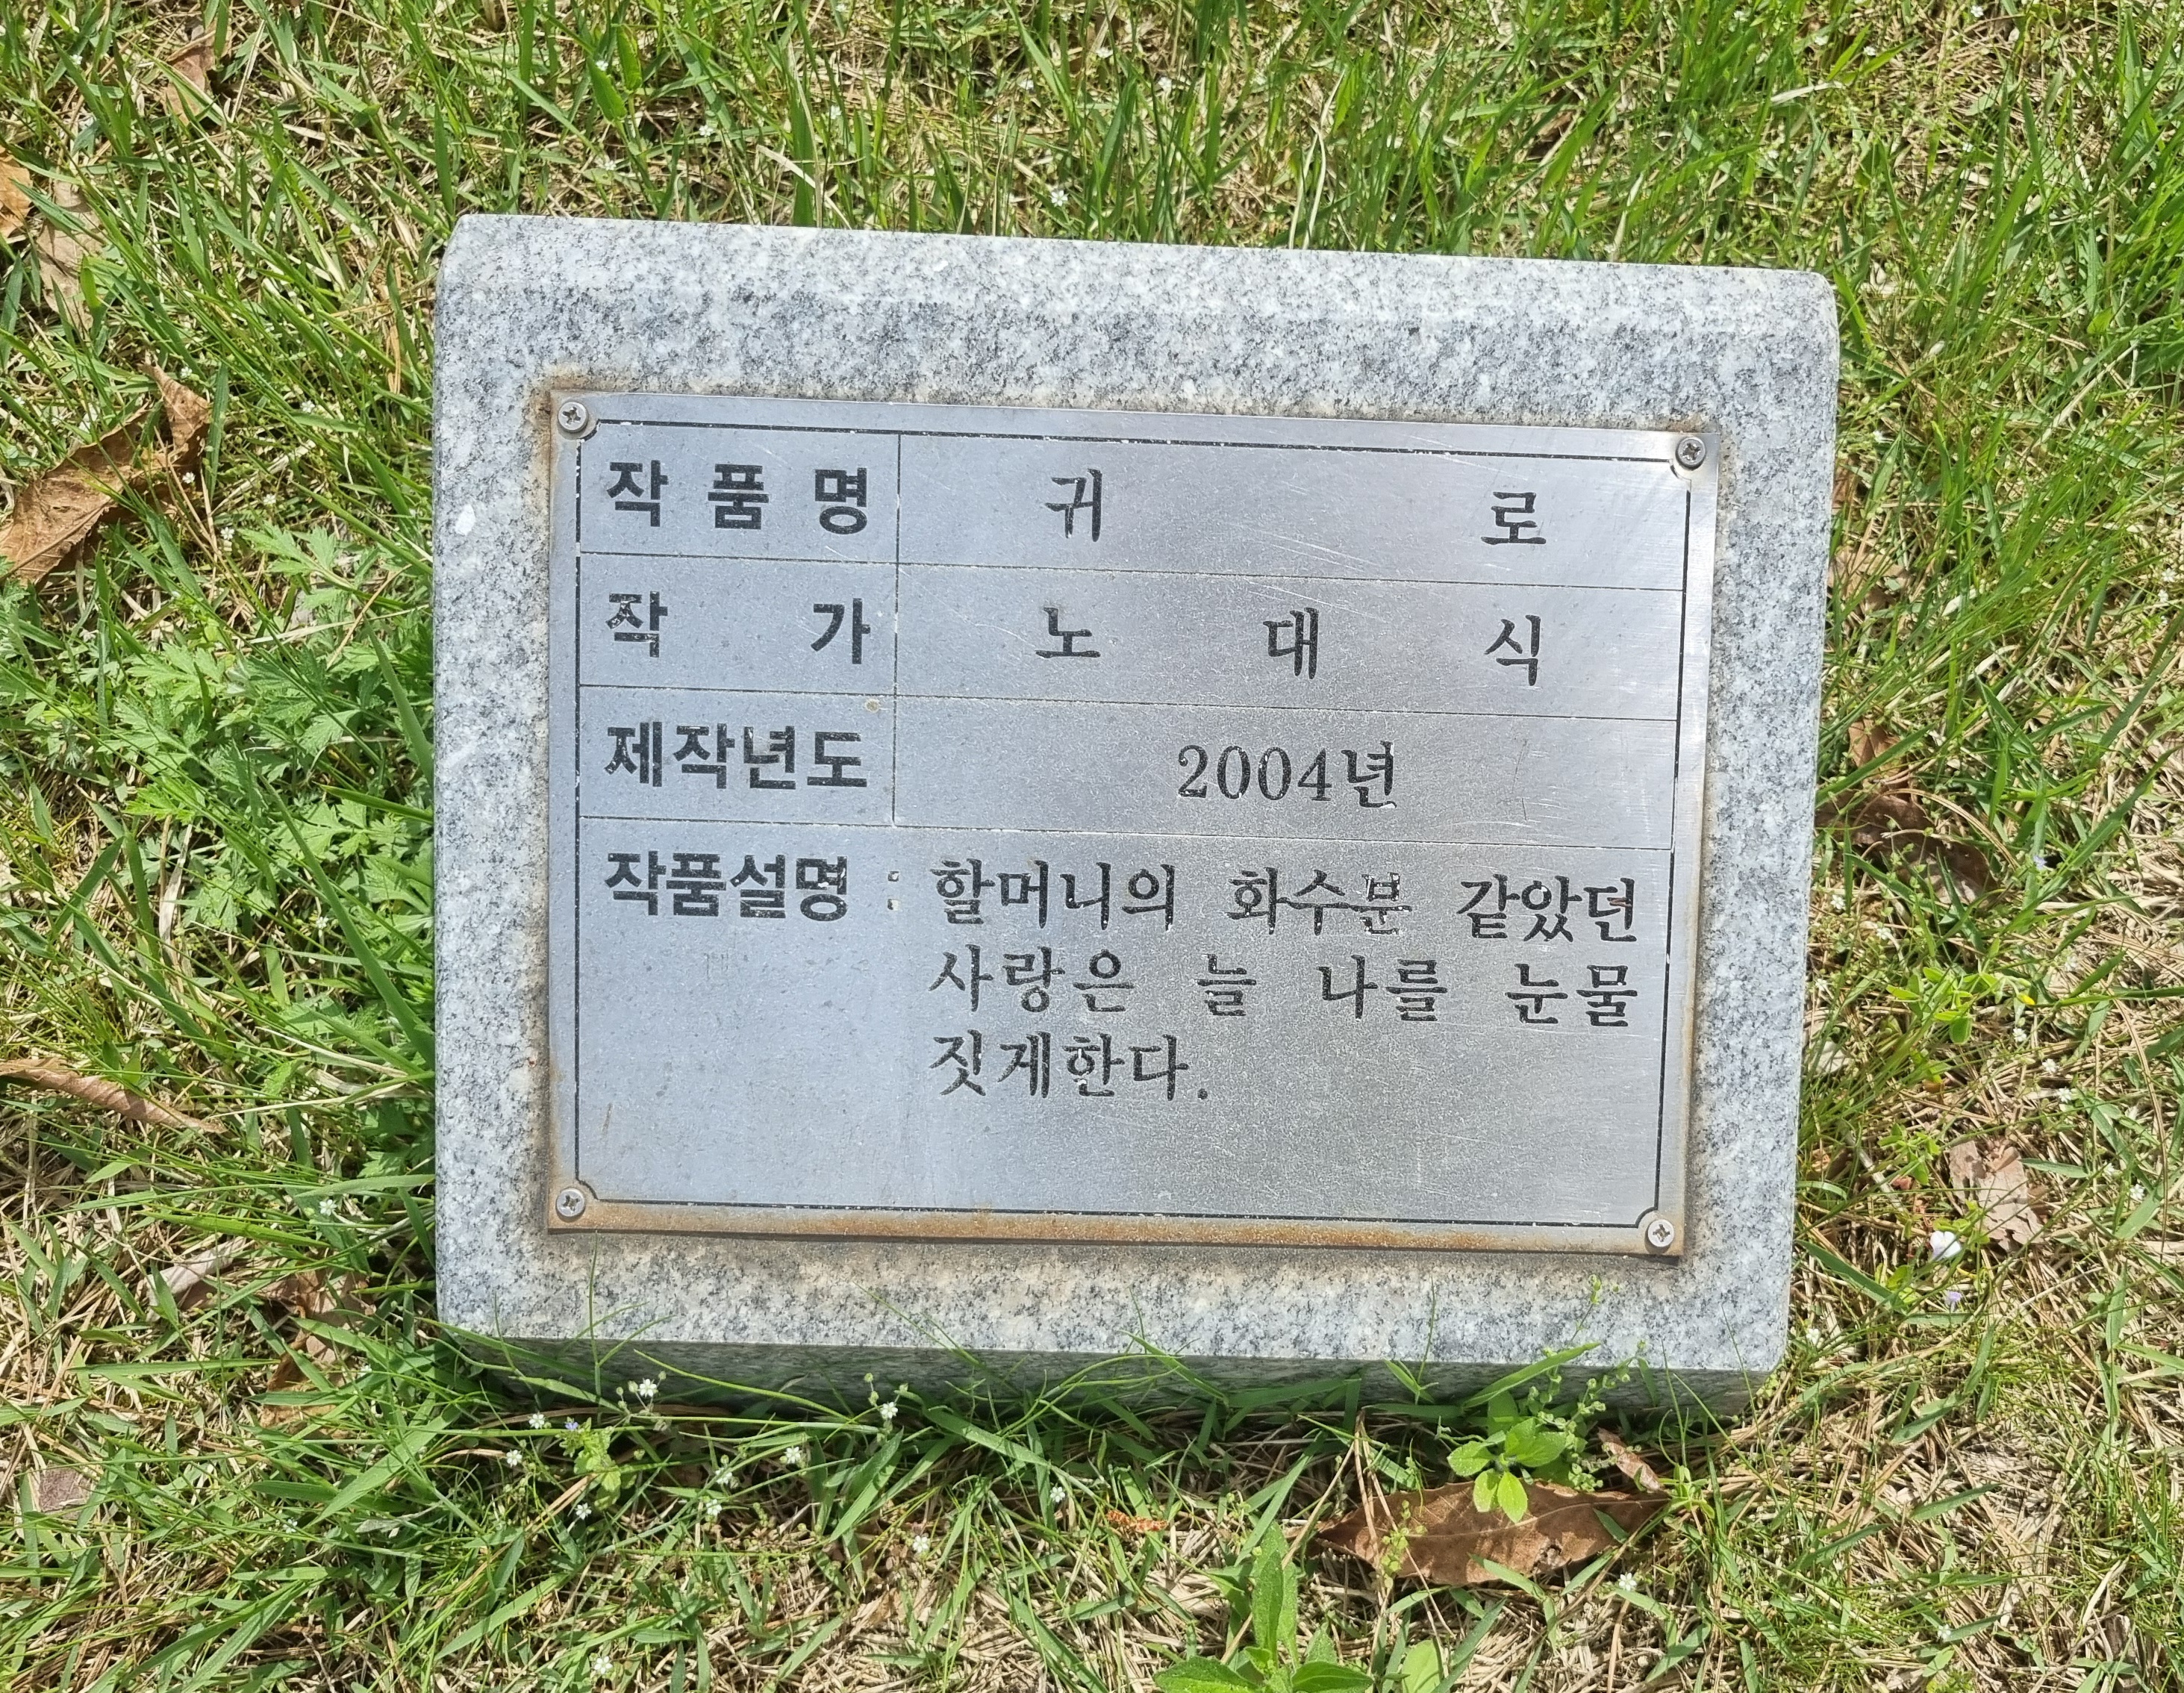 작품명 귀로
작가 노대식
제작년도 2004년
작품설명 : 할머니의 화수분 같았던
사랑은 늘 나를 눈물
짓게한다.